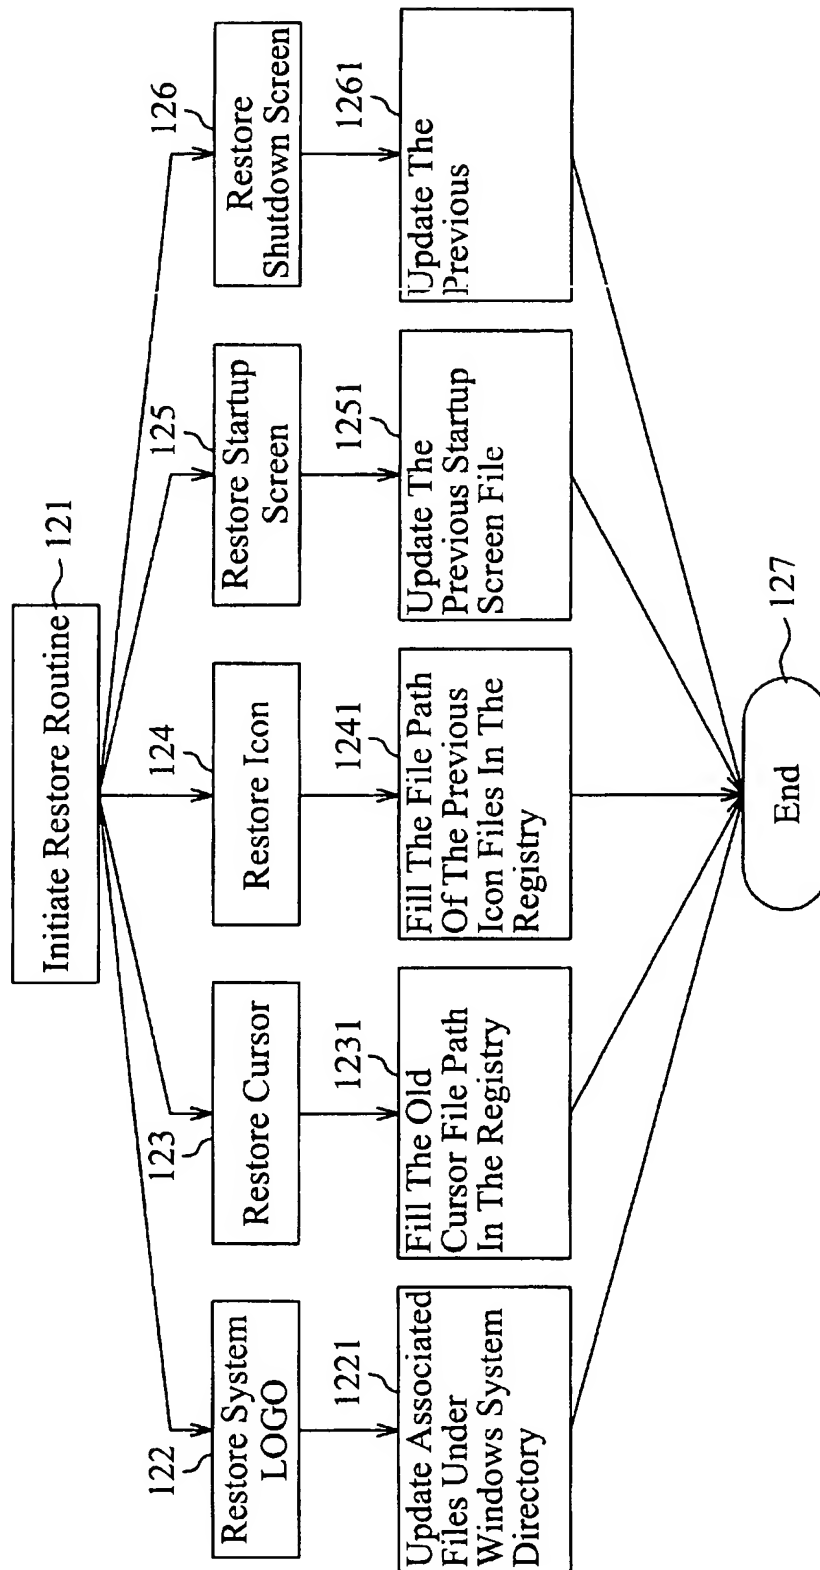 Initiate Restore Routine
121
122
Restore System
LOGO
123
Restore Cursor
124
Restore Icon
125
Restore Startup
Screen
126
Restore
Shutdown Screen
1221
Update Associated
Files Under
Windows System
Directory
1231
Fill The Old
Cursor File Path
In The Registry
1241
Fill The File Path
Of The Previous
Icon Files In The
Registry
1251
Update The
Previous Startup
Screen File
1261
Update The
Previous
End
127